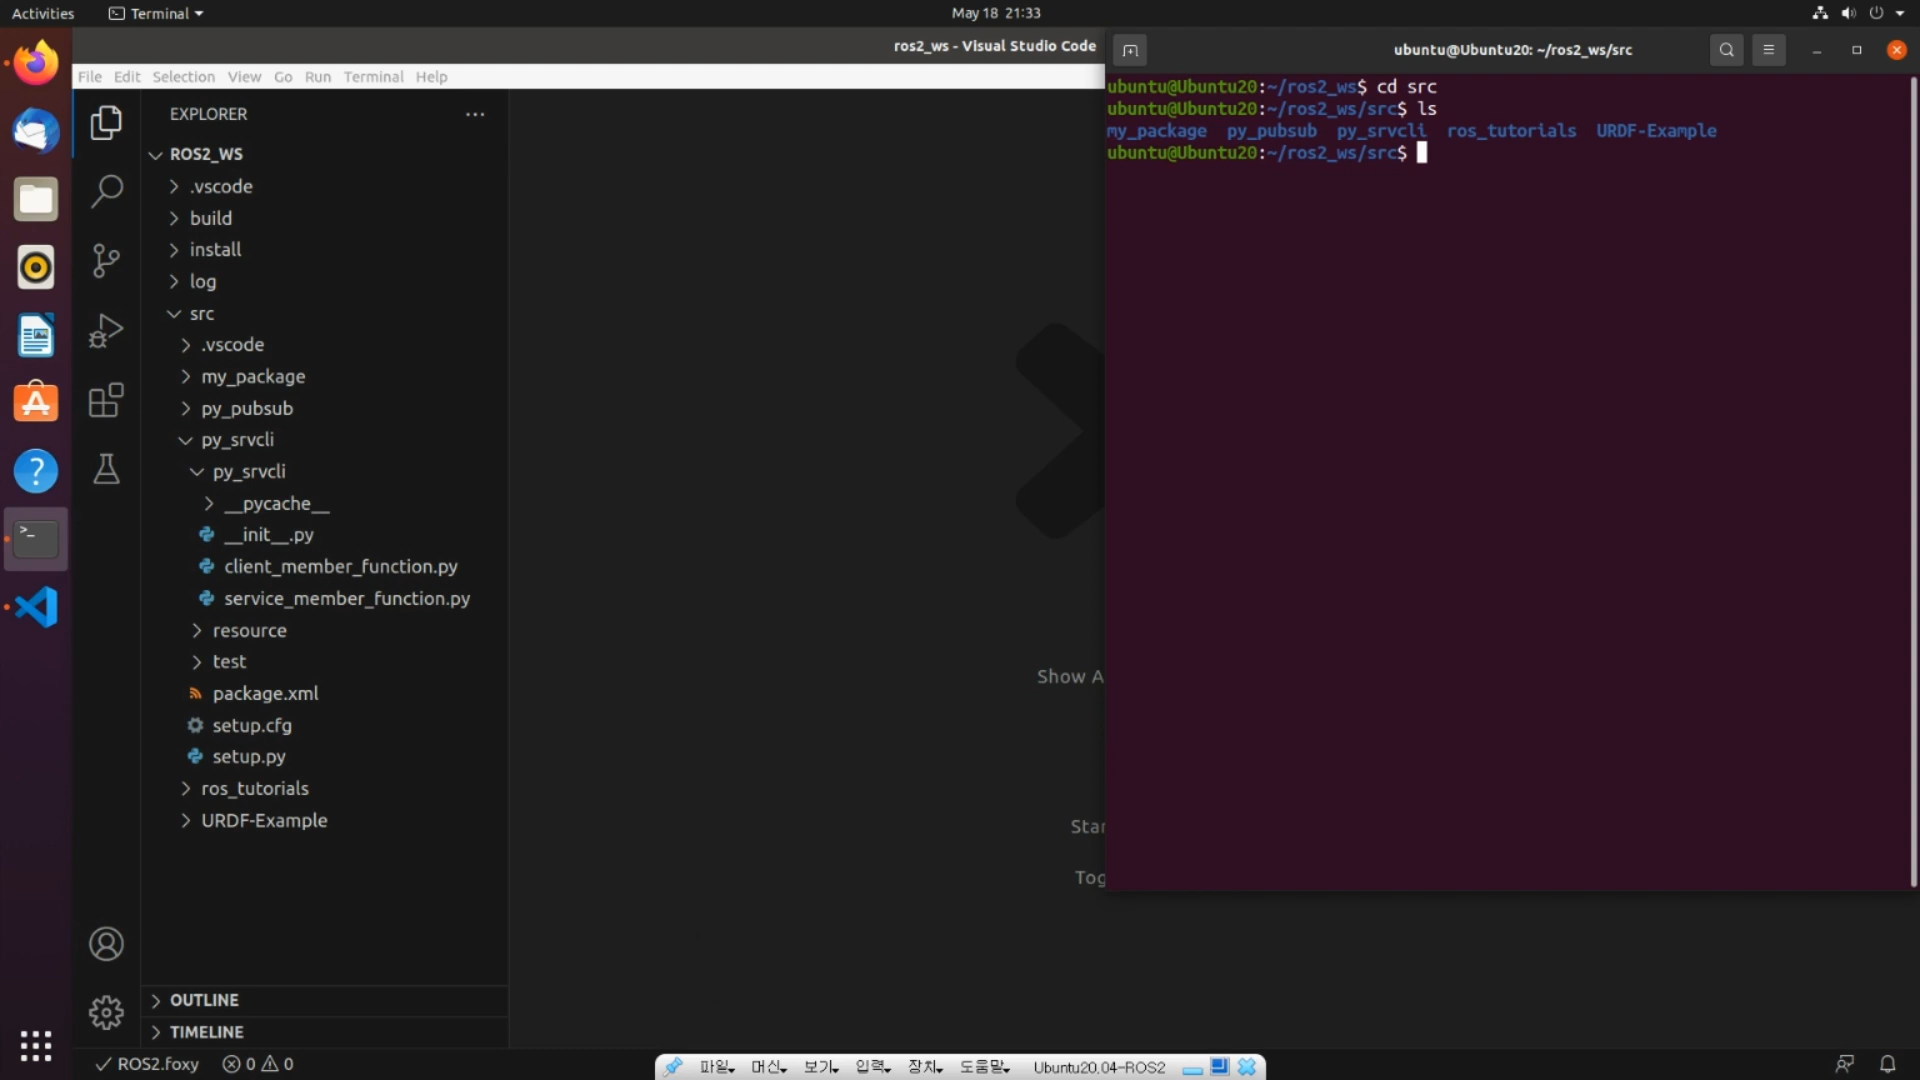 Activities Terminal May 18 21:33
ros2_ws - Visual Studio Code
File Edit Selection View Go Run Terminal Help
EXPLORER
ROS2_WS
.vscode
build
install
log
src
.vscode
my_package
py_pubsub
py_srvcli
py_srvcli
__pycache__
__init__.py
client_member_function.py
service_member_function.py
resource
test
package.xml
setup.cfg
setup.py
ros_tutorials
URDF-Example
OUTLINE
TIMELINE
ROS2.foxy 0 0
Show A
Star
Tog
ubuntu@Ubuntu20: ~/ros2_ws/src
ubuntu@Ubuntu20:~/ros2_ws$ cd src
ubuntu@Ubuntu20:~/ros2_ws/src$ ls
my_package py_pubsub py_srvcli ros_tutorials URDF-Example
ubuntu@Ubuntu20:~/ros2_ws/src$
파일 머신 보기 입력 장치 도움말 Ubuntu20.04-ROS2